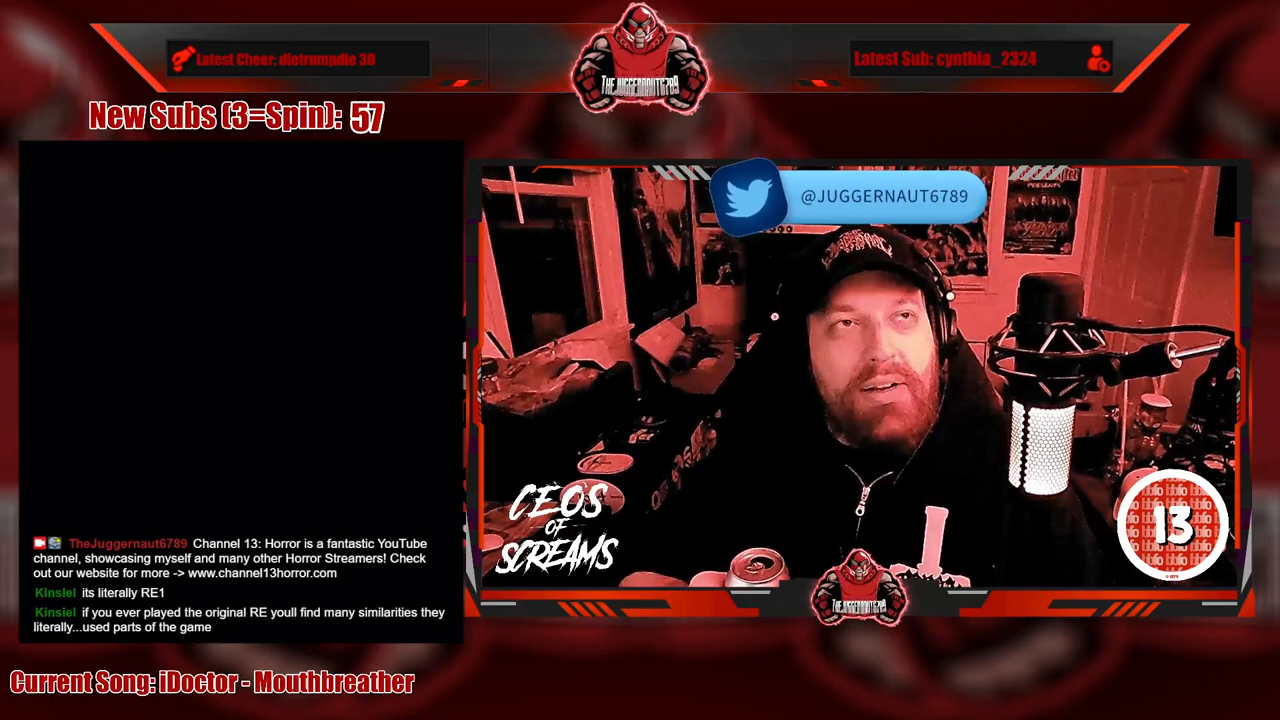 Latest Cheer: dietrumpdie 30
THEJUGGERNAUT6789
Latest Sub: cynthia_2324
New Subs (3=Spin): 57
@JUGGERNAUT6789
CEOS
OF
SCREAMS
13
TheJuggernaut6789 Channel 13: Horror is a fantastic YouTube
channel, showcasing myself and many other Horror Streamers! Check
out our website for more -> www.channel13horror.com
Kinsiel its literally RE1
Kinsiel if you ever played the original RE youll find many similarities they
literally...used parts of the game
THEJUGGERNAUT6789
Current Song: iDoctor - Mouthbreather